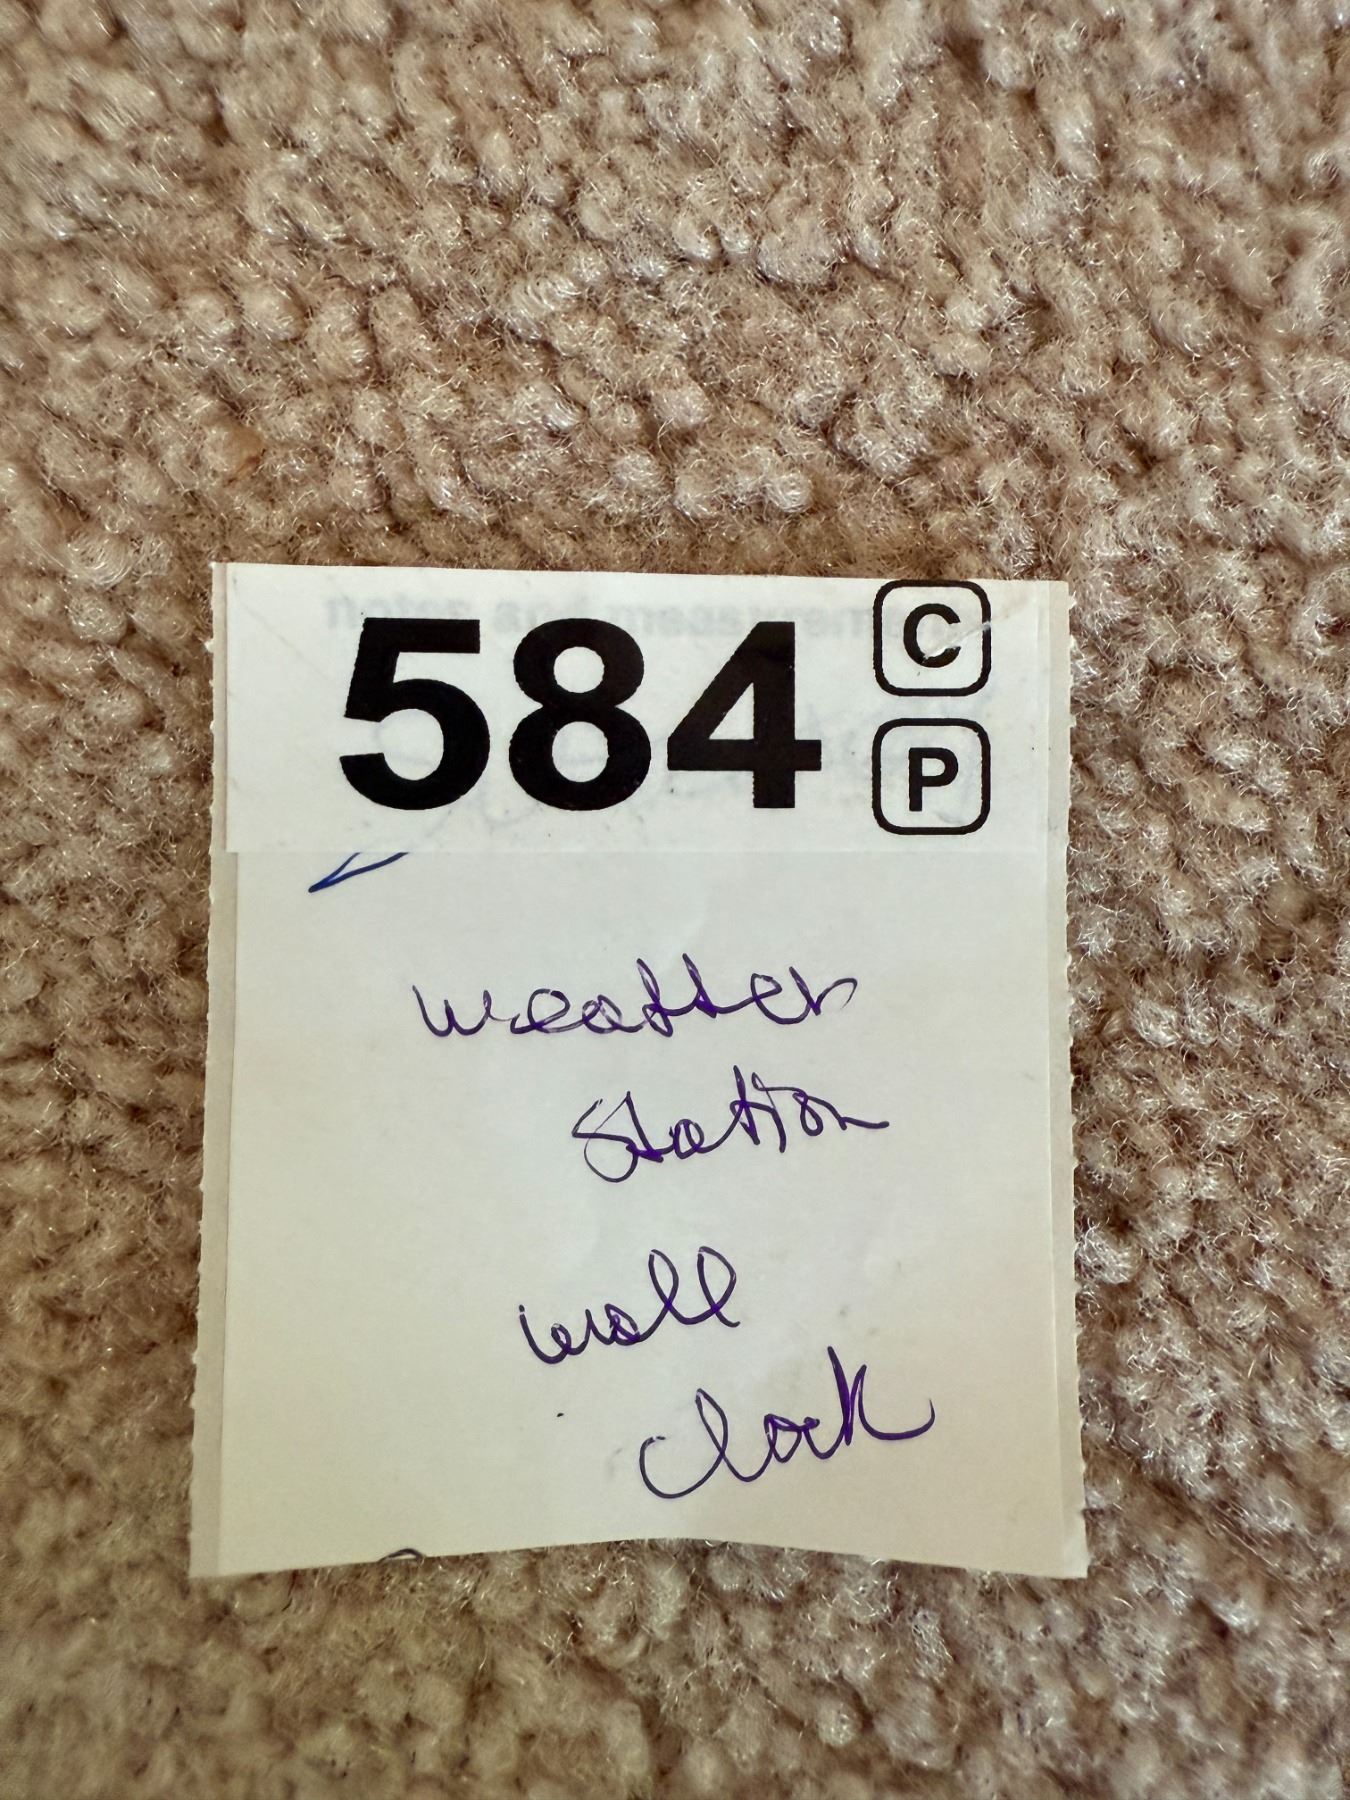 584 C
P
weather
station
wall
clock